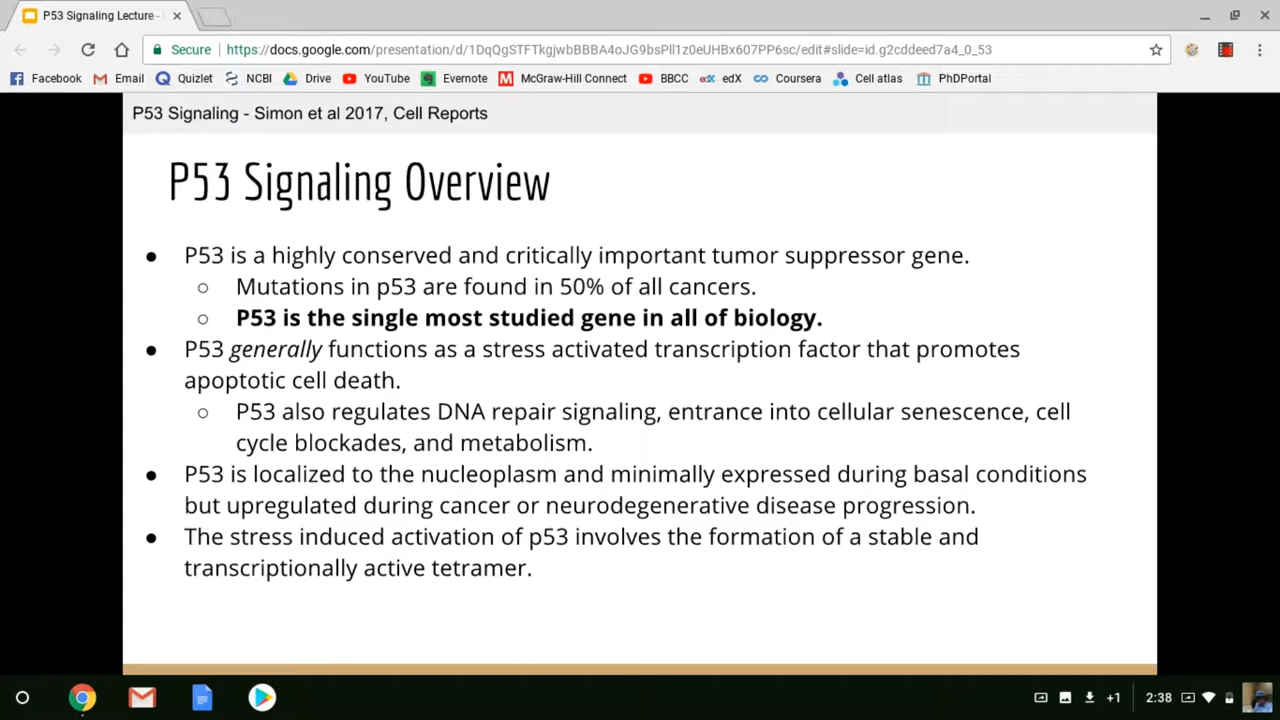 P53 Signaling Lecture -
Secure
https://docs.google.com/presentation/d/1DqQgSTFTkgjwbBBBA4oJG9bsPll1z0eUHBx607PP6sc/edit#slide=id.g2cddeed7a4_0_53
Facebook Email Quizlet NCBI Drive YouTube Evernote McGraw-Hill Connect BBCC edX Coursera Cell atlas PhDPortal
P53 Signaling - Simon et al 2017, Cell Reports
P53 Signaling Overview
● P53 is a highly conserved and critically important tumor suppressor gene.
○ Mutations in p53 are found in 50% of all cancers.
○ P53 is the single most studied gene in all of biology.
● P53 generally functions as a stress activated transcription factor that promotes
apoptotic cell death.
○ P53 also regulates DNA repair signaling, entrance into cellular senescence, cell
cycle blockades, and metabolism.
● P53 is localized to the nucleoplasm and minimally expressed during basal conditions
but upregulated during cancer or neurodegenerative disease progression.
● The stress induced activation of p53 involves the formation of a stable and
transcriptionally active tetramer.
+1 2:38